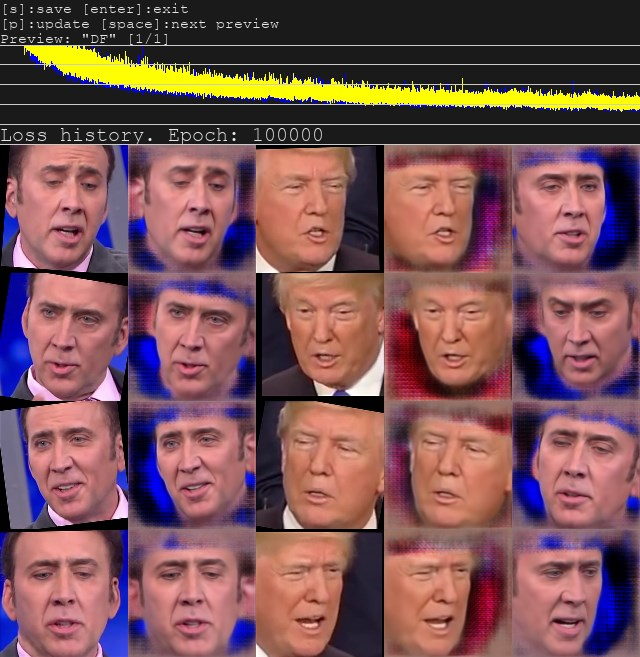 [s]:save [enter]:exit
[p]:update [space]:next preview
Preview: "DF" [1/1]
Loss history. Epoch: 100000